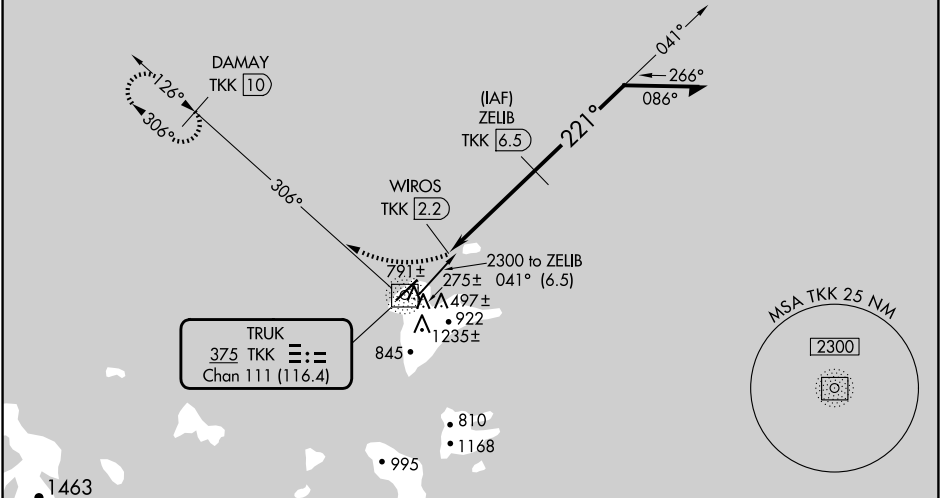 DAMAY
TKK 10
126°
306°
306°
041°
266°
086°
(IAF)
ZELIB
TKK 6.5
221°
WIROS
TKK 2.2
2300 to ZELIB
041° (6.5)
791±
275±
497±
922
1235±
845
TRUK
375 TKK
Chan 111 (116.4)
MSA TKK 25 NM
2300
810
1168
995
1463